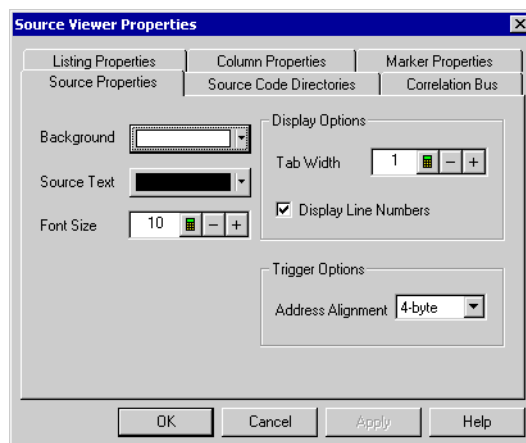 Source Viewer Properties
Listing Properties Column Properties Marker Properties
Source Properties Source Code Directories Correlation Bus
Background
Source Text
Font Size 10
Display Options
Tab Width 1
Display Line Numbers
Trigger Options
Address Alignment 4-byte
OK Cancel Apply Help